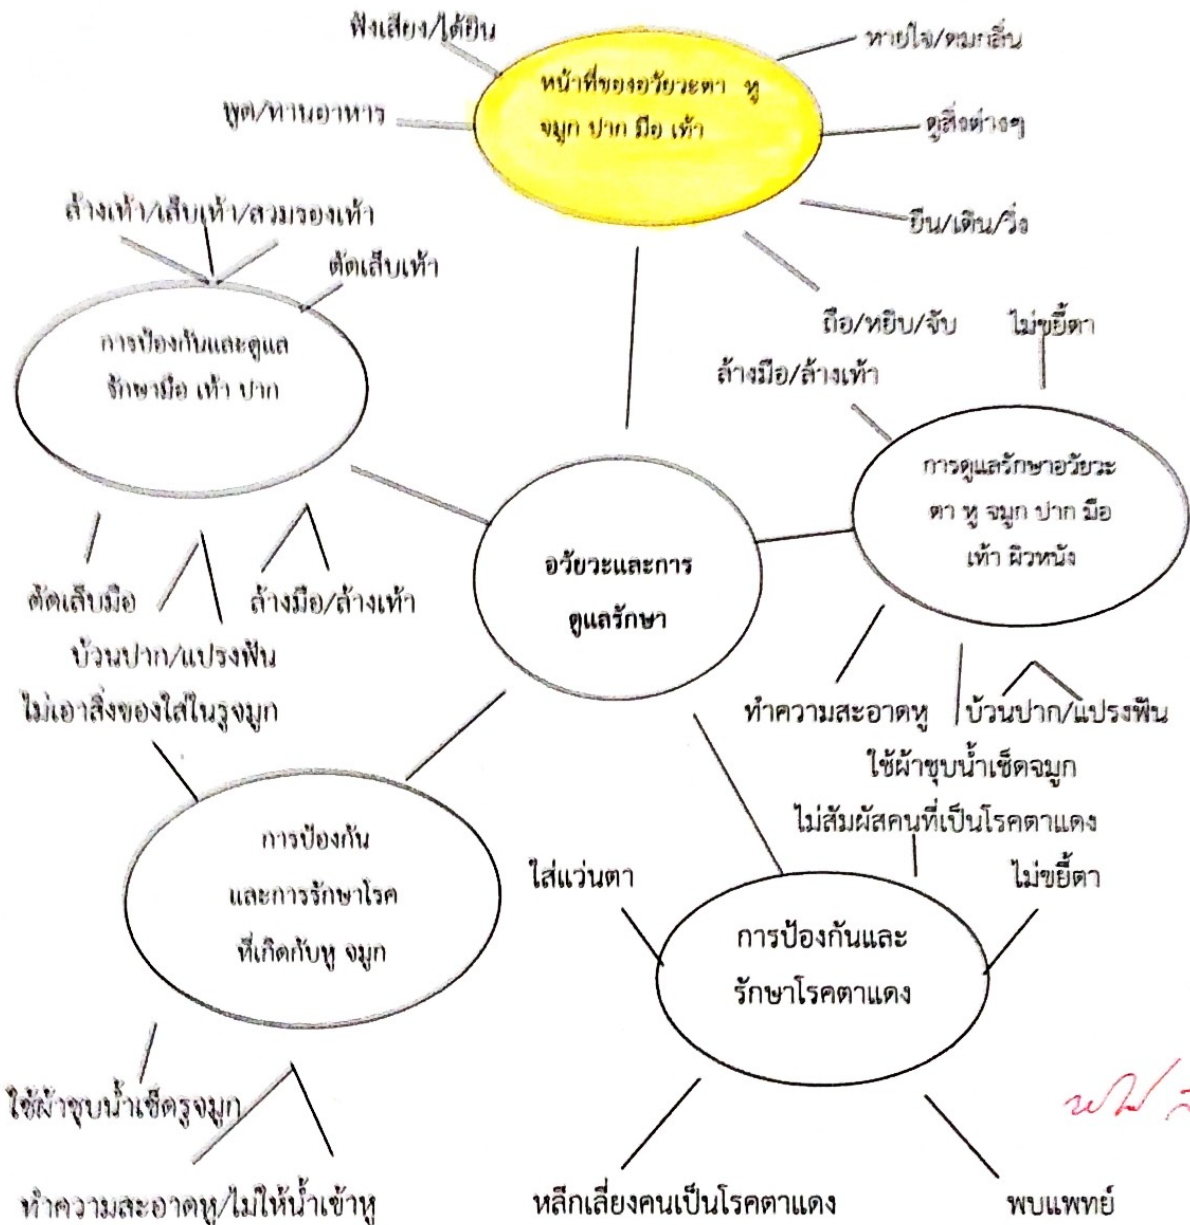 ฟังเสียง/ได้ยิน
หายใจ/ดมกลิ่น
หน้าที่ของอวัยวะตา หู
จมูก ปาก มือ เท้า
พูด/ทานอาหาร
ดูสิ่งต่างๆ
ล้างเท้า/เล็บเท้า/สวมรองเท้า
ยืน/เดิน/วิ่ง
ตัดเล็บเท้า
การป้องกันและดูแล
รักษามือ เท้า ปาก
ถือ/หยิบ/จับ
ไม่ขยี้ตา
ล้างมือ/ล้างเท้า
การดูแลรักษาอวัยวะ
ตา หู จมูก ปาก มือ
เท้า ผิวหนัง
อวัยวะและการ
ดูแลรักษา
ตัดเล็บมือ
ล้างมือ/ล้างเท้า
บ้วนปาก/แปรงฟัน
ไม่เอาสิ่งของใส่ในรูจมูก
ทำความสะอาดหู
บ้วนปาก/แปรงฟัน
ใช้ผ้าชุบน้ำเช็ดจมูก
ไม่สัมผัสคนที่เป็นโรคตาแดง
การป้องกัน
และการรักษาโรค
ที่เกิดกับหู จมูก
ใส่แว่นตา
ไม่ขยี้ตา
การป้องกันและ
รักษาโรคตาแดง
ใช้ผ้าชุบน้ำเช็ดรูจมูก
ทำความสะอาดหู/ไม่ให้น้ำเข้าหู
หลีกเลี่ยงคนเป็นโรคตาแดง
พบแพทย์